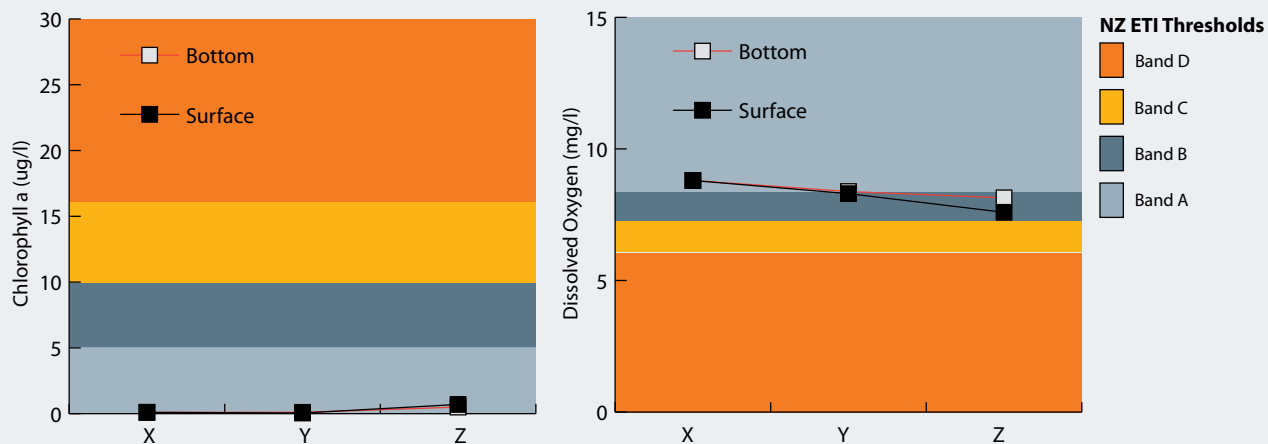 30
25
20
15
10
5
0
Chlorophyll a (ug/l)
Bottom
Surface
X Y Z
15
10
5
0
Dissolved Oxygen (mg/l)
Bottom
Surface
X Y Z
NZ ETI Thresholds
Band D
Band C
Band B
Band A